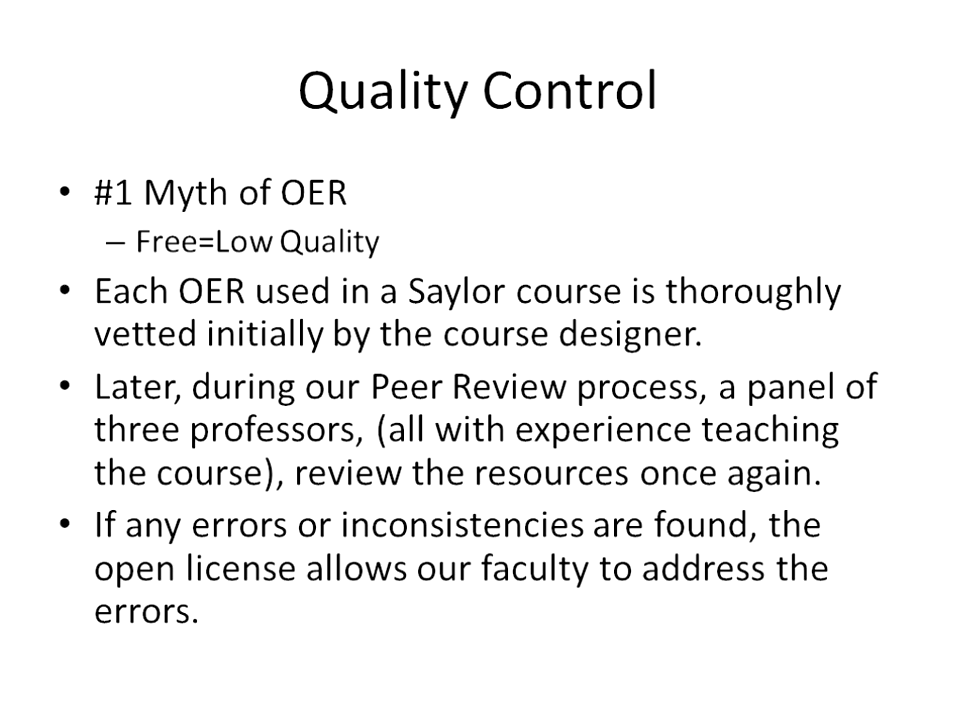 Quality Control
• #1 Myth of OER
– Free=Low Quality
• Each OER used in a Saylor course is thoroughly
vetted initially by the course designer.
• Later, during our Peer Review process, a panel of
three professors, (all with experience teaching
the course), review the resources once again.
• If any errors or inconsistencies are found, the
open license allows our faculty to address the
errors.